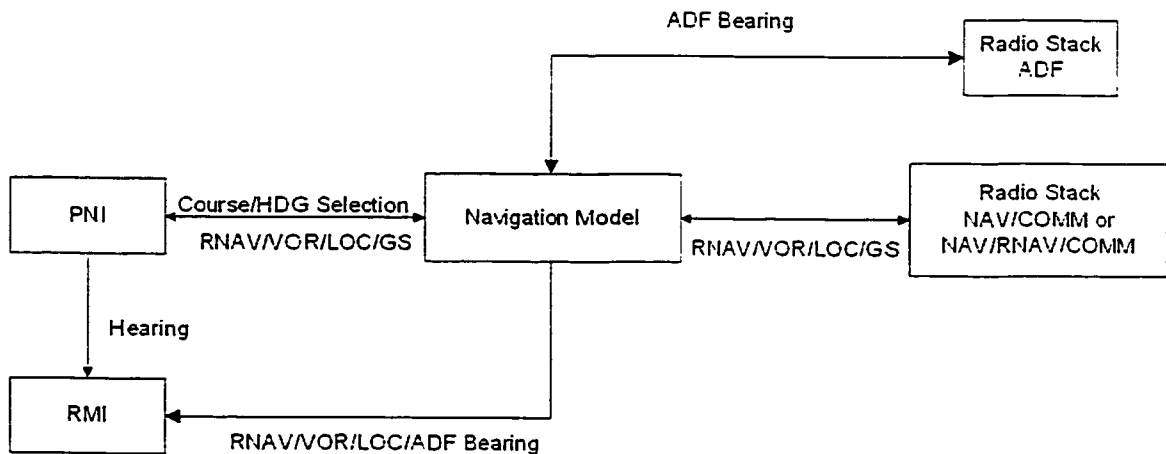 ADF Bearing
Radio Stack
ADF
PNI
Course/HDG Selection
RNAV/VOR/LOC/GS
Navigation Model
RNAV/VOR/LOC/GS
Radio Stack
NAV/COMM or
NAV/RNAV/COMM
Hearing
RMI
RNAV/VOR/LOC/ADF Bearing